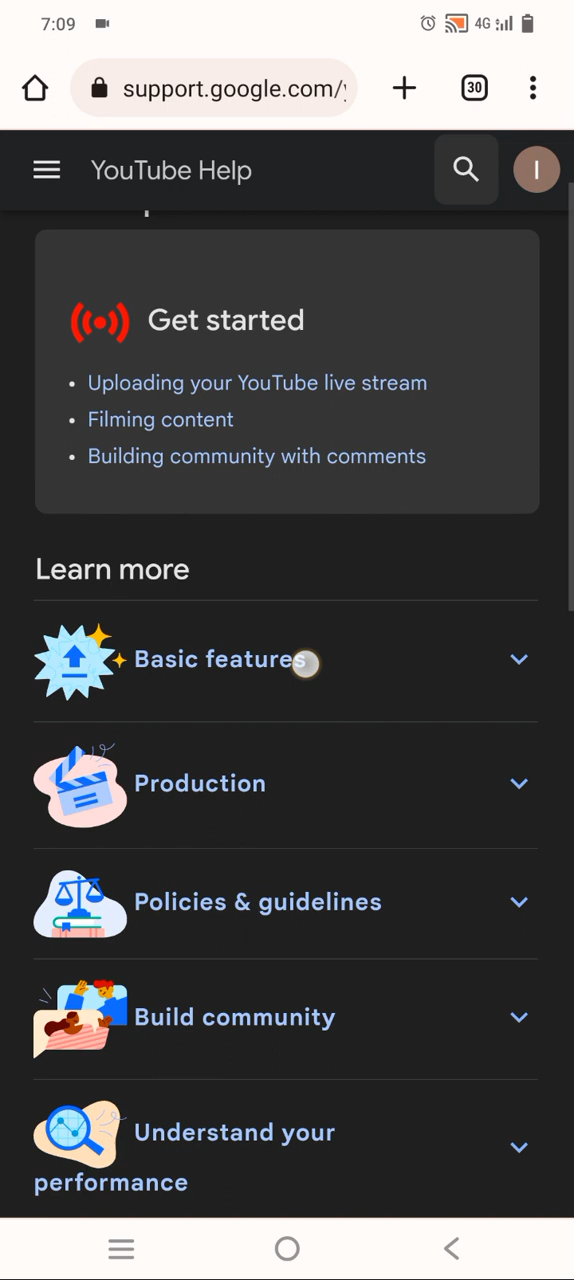 7:09
4G
support.google.com/
30
YouTube Help
I
Get started
• Uploading your YouTube live stream
• Filming content
• Building community with comments
Learn more
Basic features
Production
Policies & guidelines
Build community
Understand your
performance